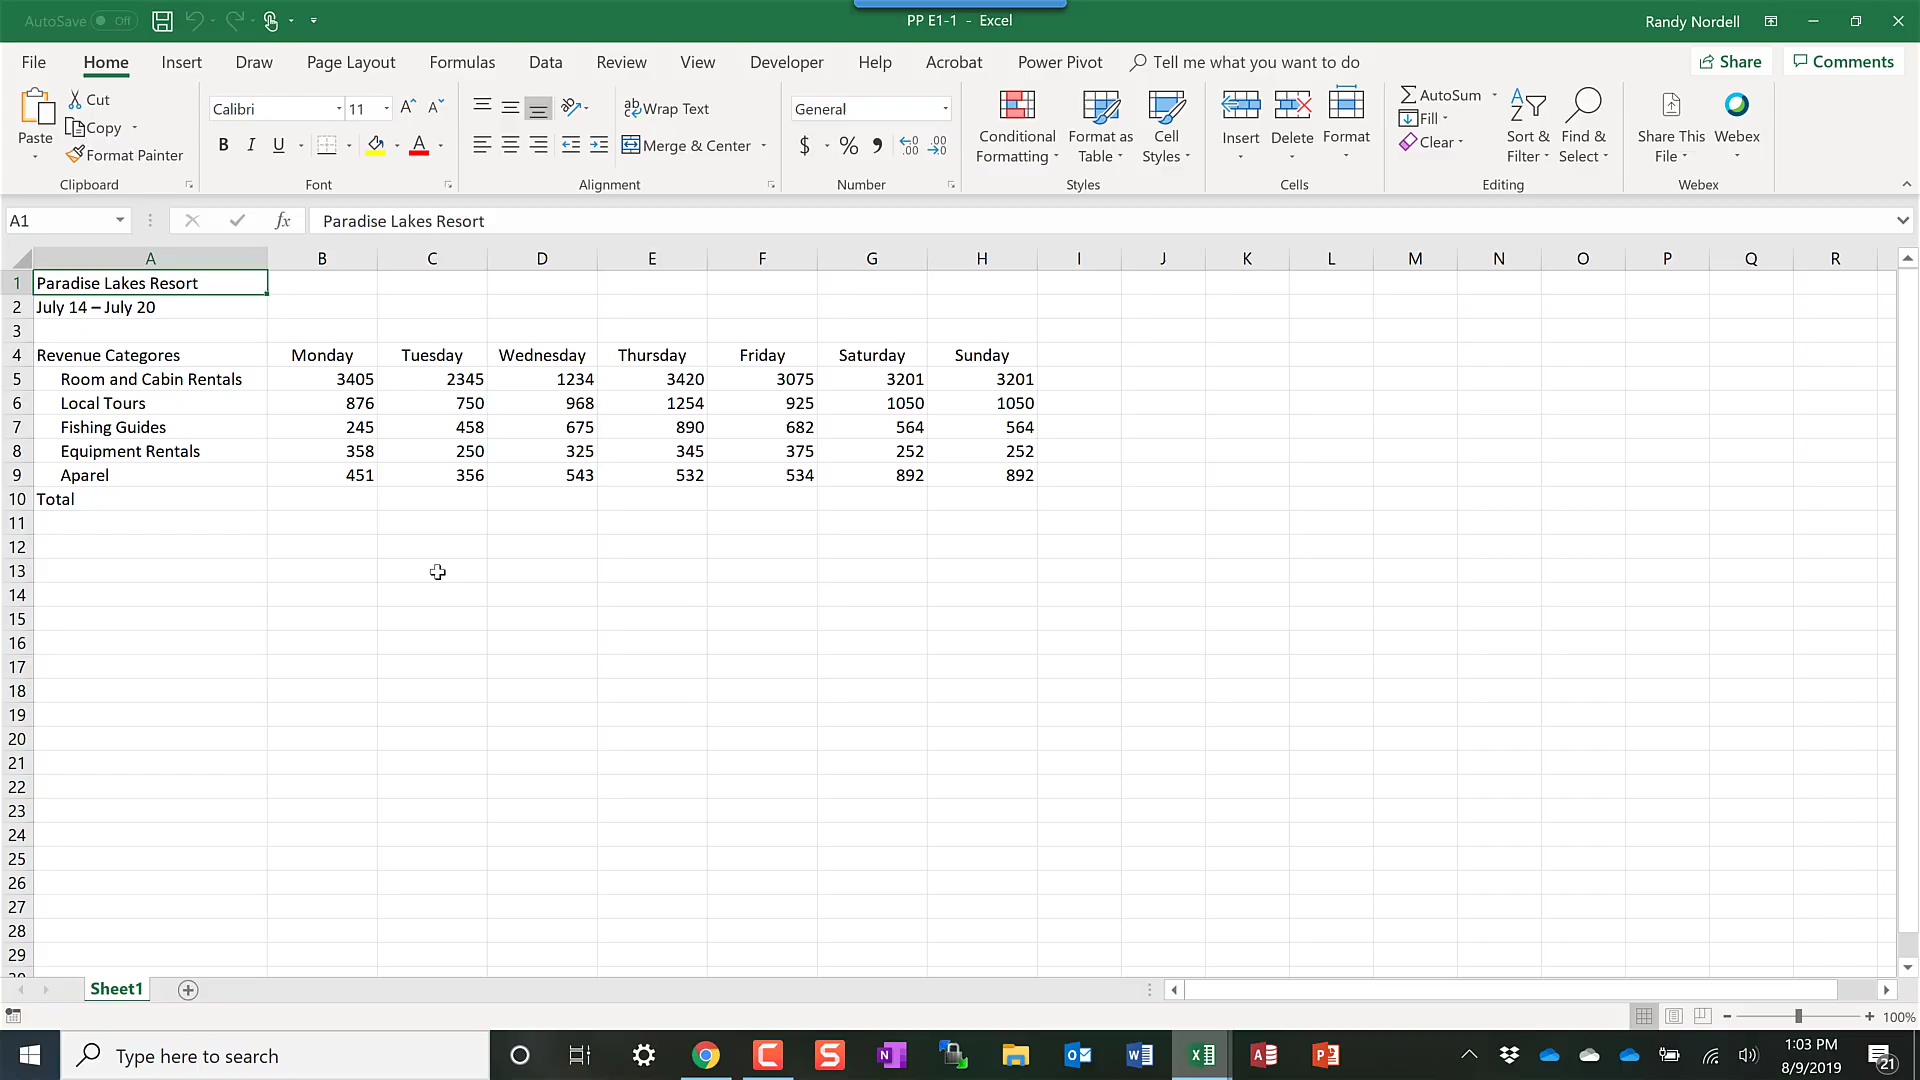 AutoSave Off PP E1-1 - Excel Randy Nordell
File Home Insert Draw Page Layout Formulas Data Review View Developer Help Acrobat Power Pivot Tell me what you want to do Share Comments
Paste Cut Copy Format Painter
Clipboard
Calibri 11
B I U A
Font
Wrap Text
Merge & Center
Alignment
General
$ % 
Number
Conditional Formatting
Format as Table
Cell Styles
Styles
Insert Delete Format
Cells
AutoSum
Fill
Clear
Sort & Filter
Find & Select
Editing
Share This File
Webex
Webex
A1 fx Paradise Lakes Resort
A B C D E F G H I J K L M N O P Q R
1 Paradise Lakes Resort
2 July 14 – July 20
3
4 Revenue Categores Monday Tuesday Wednesday Thursday Friday Saturday Sunday
5 Room and Cabin Rentals 3405 2345 1234 3420 3075 3201 3201
6 Local Tours 876 750 968 1254 925 1050 1050
7 Fishing Guides 245 458 675 890 682 564 564
8 Equipment Rentals 358 250 325 345 375 252 252
9 Aparel 451 356 543 532 534 892 892
10 Total
11
12
13
14
15
16
17
18
19
20
21
22
23
24
25
26
27
28
29
Sheet1
100%
Type here to search
1:03 PM
8/9/2019
21